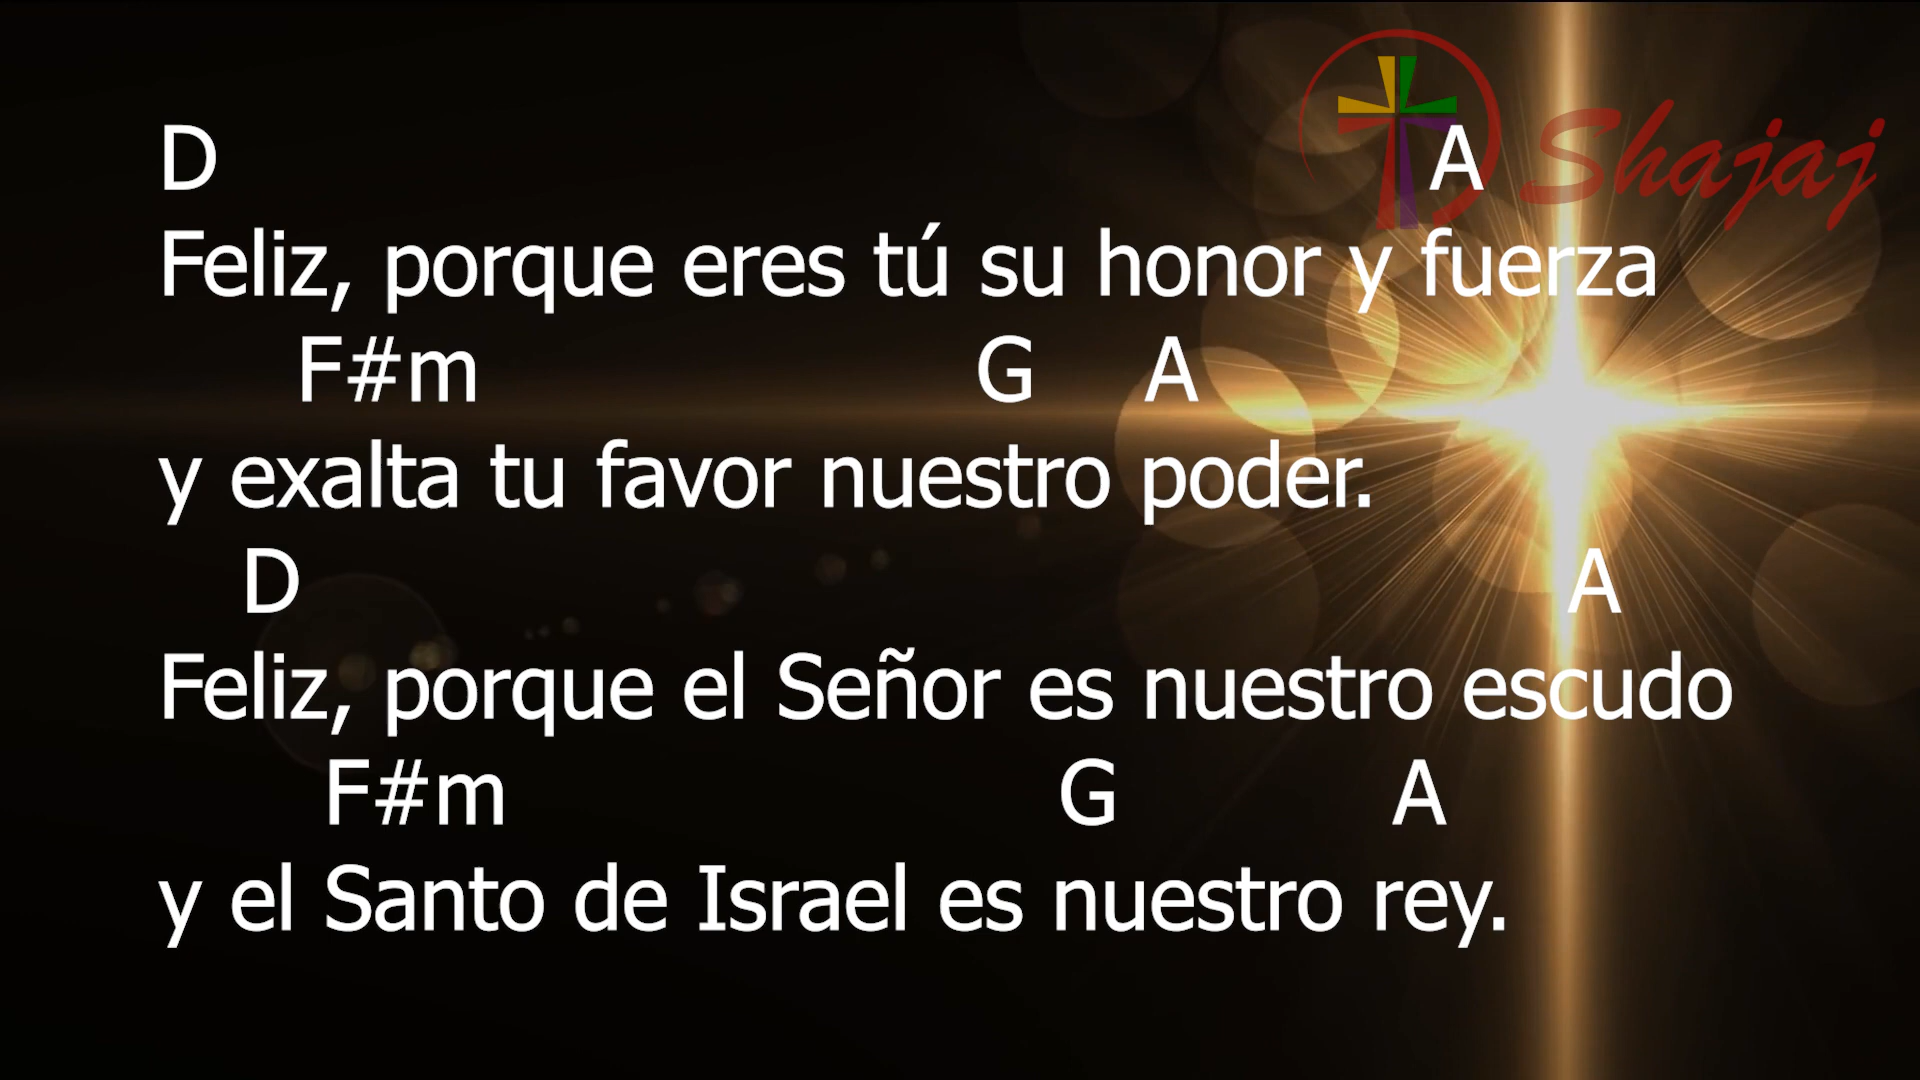 Shajaj
D A
Feliz, porque eres tú su honor y fuerza
F#m G A
y exalta tu favor nuestro poder.
D A
Feliz, porque el Señor es nuestro escudo
F#m G A
y el Santo de Israel es nuestro rey.